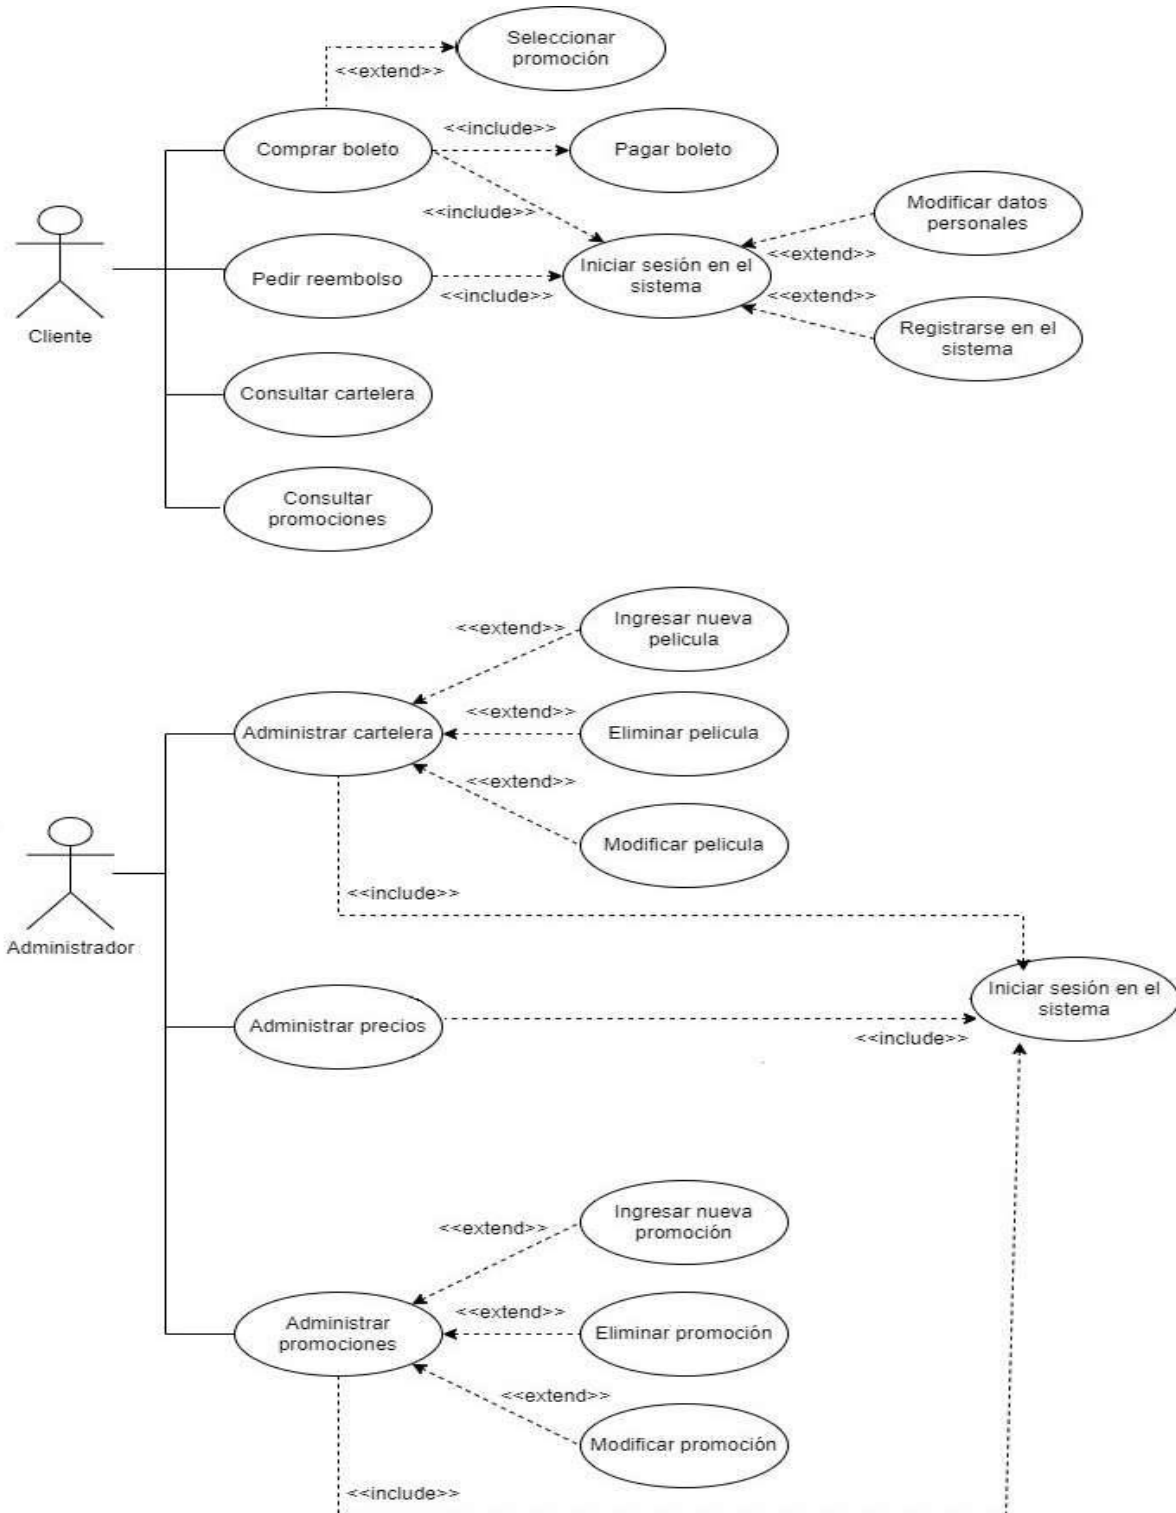 Seleccionar
promoción
<<extend>>
<<include>>
Comprar boleto
Pagar boleto
<<include>>
Modificar datos
personales
<<extend>>
Iniciar sesión en el
sistema
Pedir reembolso
<<include>>
<<extend>>
Registrarse en el
sistema
Cliente
Consultar cartelera
Consultar
promociones
Ingresar nueva
pelicula
<<extend>>
<<extend>>
Administrar cartelera
Eliminar pelicula
<<extend>>
Modificar pelicula
<<include>>
Administrador
Iniciar sesión en el
sistema
Administrar precios
<<include>>
Ingresar nueva
promoción
<<extend>>
<<extend>>
Administrar
promociones
Eliminar promoción
<<extend>>
Modificar promoción
<<include>>